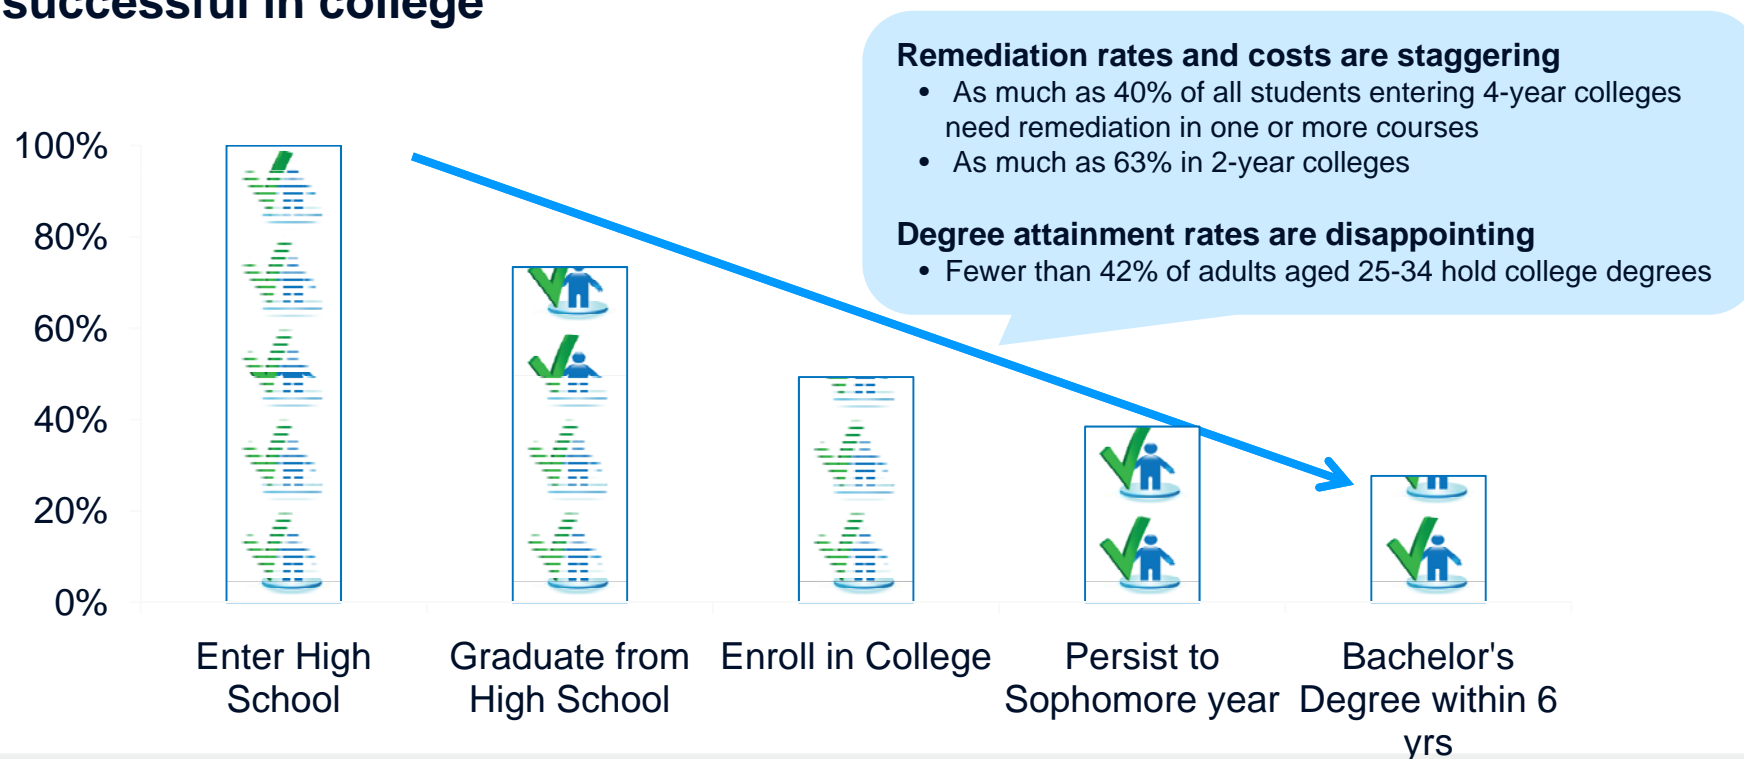 successful in college
Remediation rates and costs are staggering
• As much as 40% of all students entering 4-year colleges
need remediation in one or more courses
• As much as 63% in 2-year colleges
Degree attainment rates are disappointing
• Fewer than 42% of adults aged 25-34 hold college degrees
100%
80%
60%
40%
20%
0%
Enter High
School
Graduate from
High School
Enroll in College
Persist to
Sophomore year
Bachelor's
Degree within 6
yrs